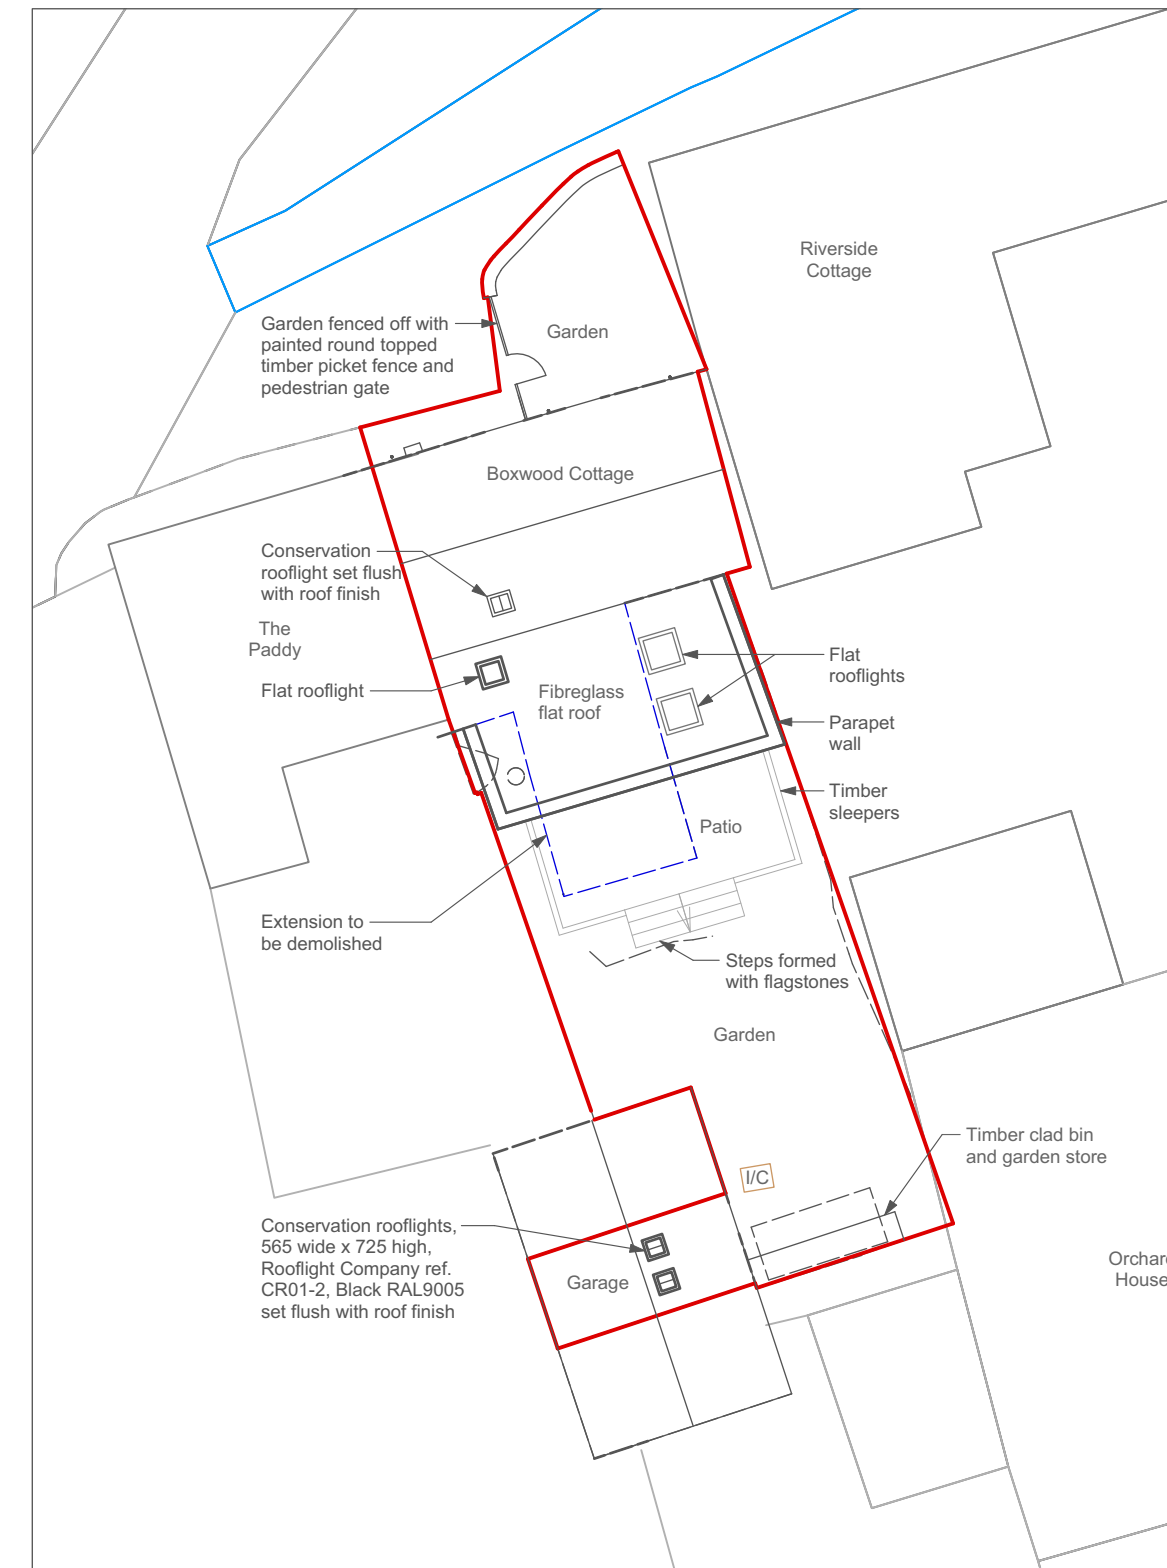 Riverside
Cottage
Garden fenced off with
painted round topped
timber picket fence and
pedestrian gate
Garden
Boxwood Cottage
Conservation
rooflight set flush
with roof finish
The
Paddy
Flat rooflight
Fibreglass
flat roof
Flat
rooflights
Parapet
wall
Timber
sleepers
Patio
Extension to
be demolished
Steps formed
with flagstones
Garden
Timber clad bin
and garden store
I/C
Conservation rooflights,
565 wide x 725 high,
Rooflight Company ref.
CR01-2, Black RAL9005
set flush with roof finish
Garage
Orchard
House